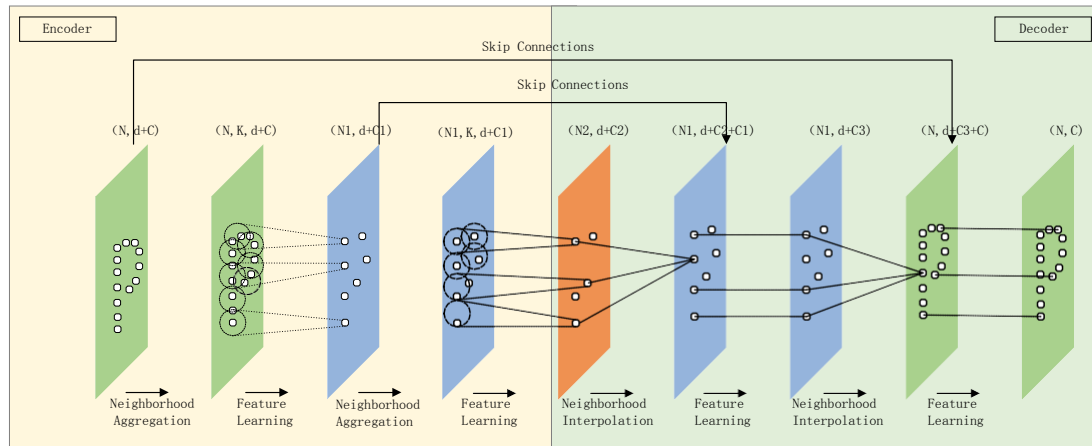 Encoder
Decoder
Skip Connections
Skip Connections
(N, d+C)
(N, K, d+C)
(N1, d+C1)
(N1, K, d+C1)
(N2, d+C2)
(N1, d+C2+C1)
(N1, d+C3)
(N, d+C3+C)
(N, C)
Neighborhood
Aggregation
Feature
Learning
Neighborhood
Aggregation
Feature
Learning
Neighborhood
Interpolation
Feature
Learning
Neighborhood
Interpolation
Feature
Learning